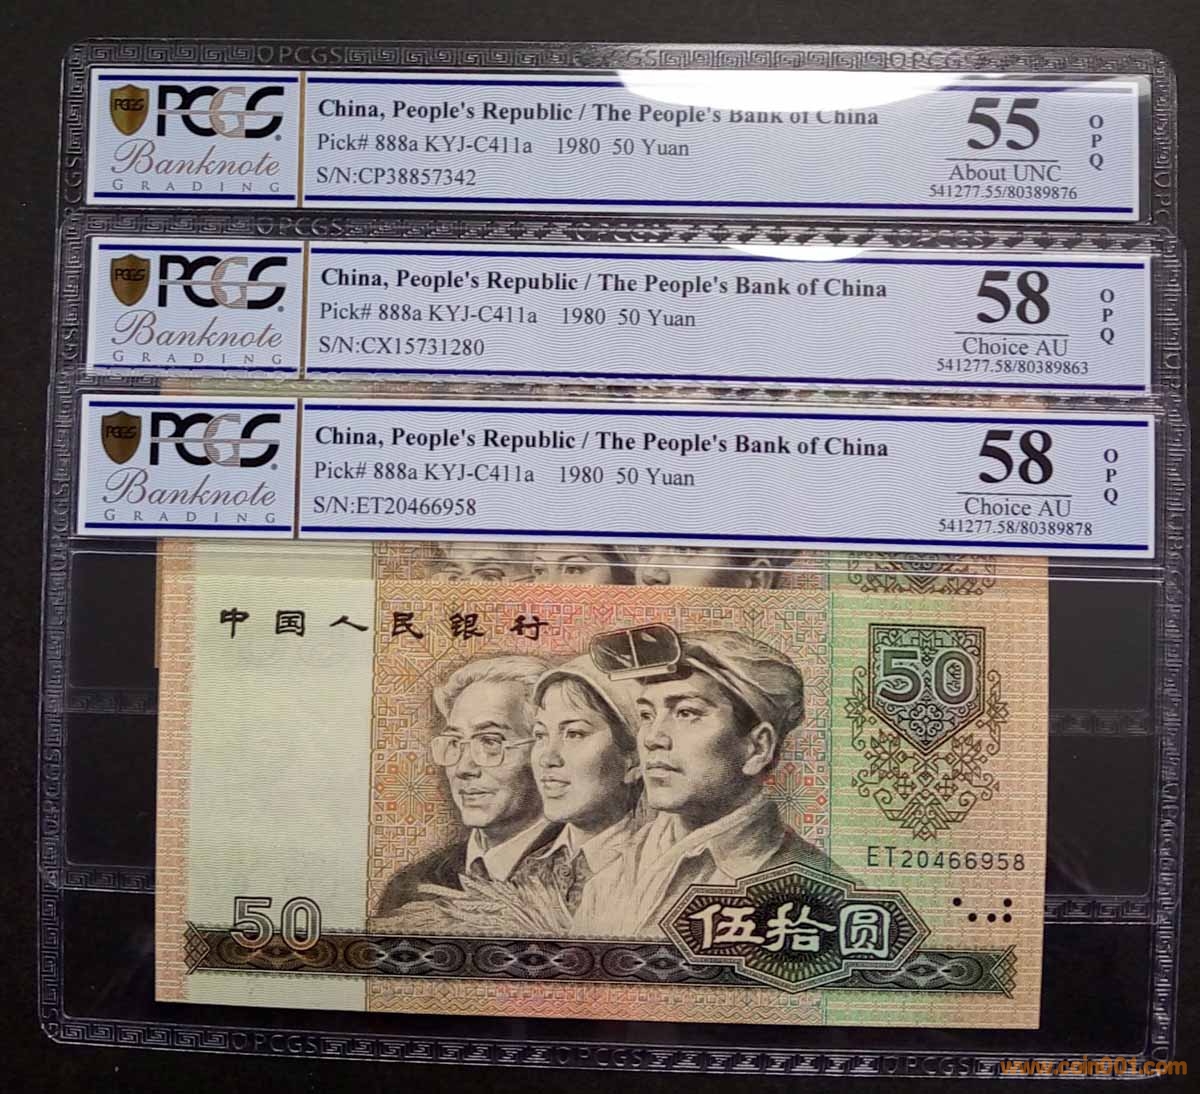 PCGS
PCGS
Banknote
GRADING
China, People's Republic / The People's Bank of China
Pick# 888a KYJ-C411a 1980 50 Yuan
S/N:CP38857342
55
About UNC
541277.55/80389876
OPQ
PCGS
PCGS
Banknote
GRADING
China, People's Republic / The People's Bank of China
Pick# 888a KYJ-C411a 1980 50 Yuan
S/N:CX15731280
58
Choice AU
541277.58/80389863
OPQ
PCGS
PCGS
Banknote
GRADING
China, People's Republic / The People's Bank of China
Pick# 888a KYJ-C411a 1980 50 Yuan
S/N:ET20466958
58
Choice AU
541277.58/80389878
OPQ
中国人民银行
50
ET20466958
50
伍拾圆
www.coin001.com